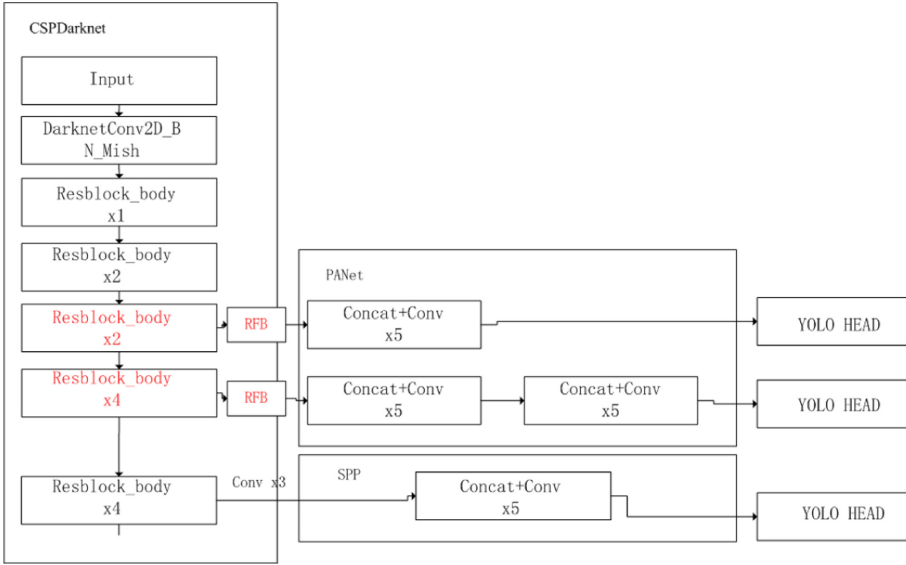 CSPDarknet
Input
DarknetConv2D_B
N_Mish
Resblock_body
x1
Resblock_body
x2
Resblock_body
x2
RFB
Resblock_body
x4
RFB
Resblock_body
x4
Conv x3
PANet
Concat+Conv
x5
YOLO HEAD
Concat+Conv
x5
Concat+Conv
x5
YOLO HEAD
SPP
Concat+Conv
x5
YOLO HEAD